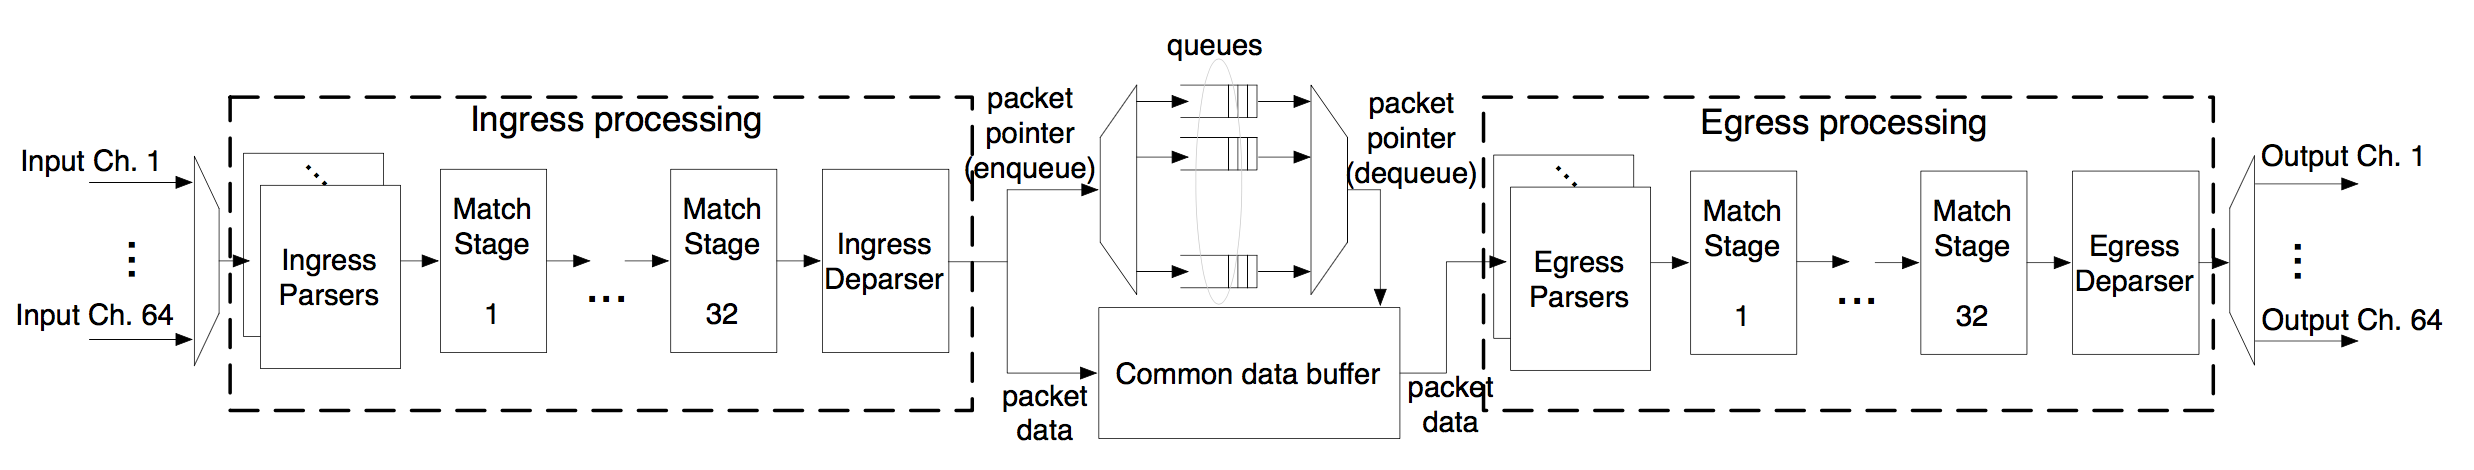 queues
Ingress processing
packet
pointer
(enqueue)
packet
pointer
(dequeue)
Egress processing
Input Ch. 1
Input Ch. 64
Ingress
Parsers
Match
Stage
1
...
Match
Stage
32
Ingress
Deparser
packet
data
Common data buffer
packet
data
Egress
Parsers
Match
Stage
1
...
Match
Stage
32
Egress
Deparser
Output Ch. 1
Output Ch. 64